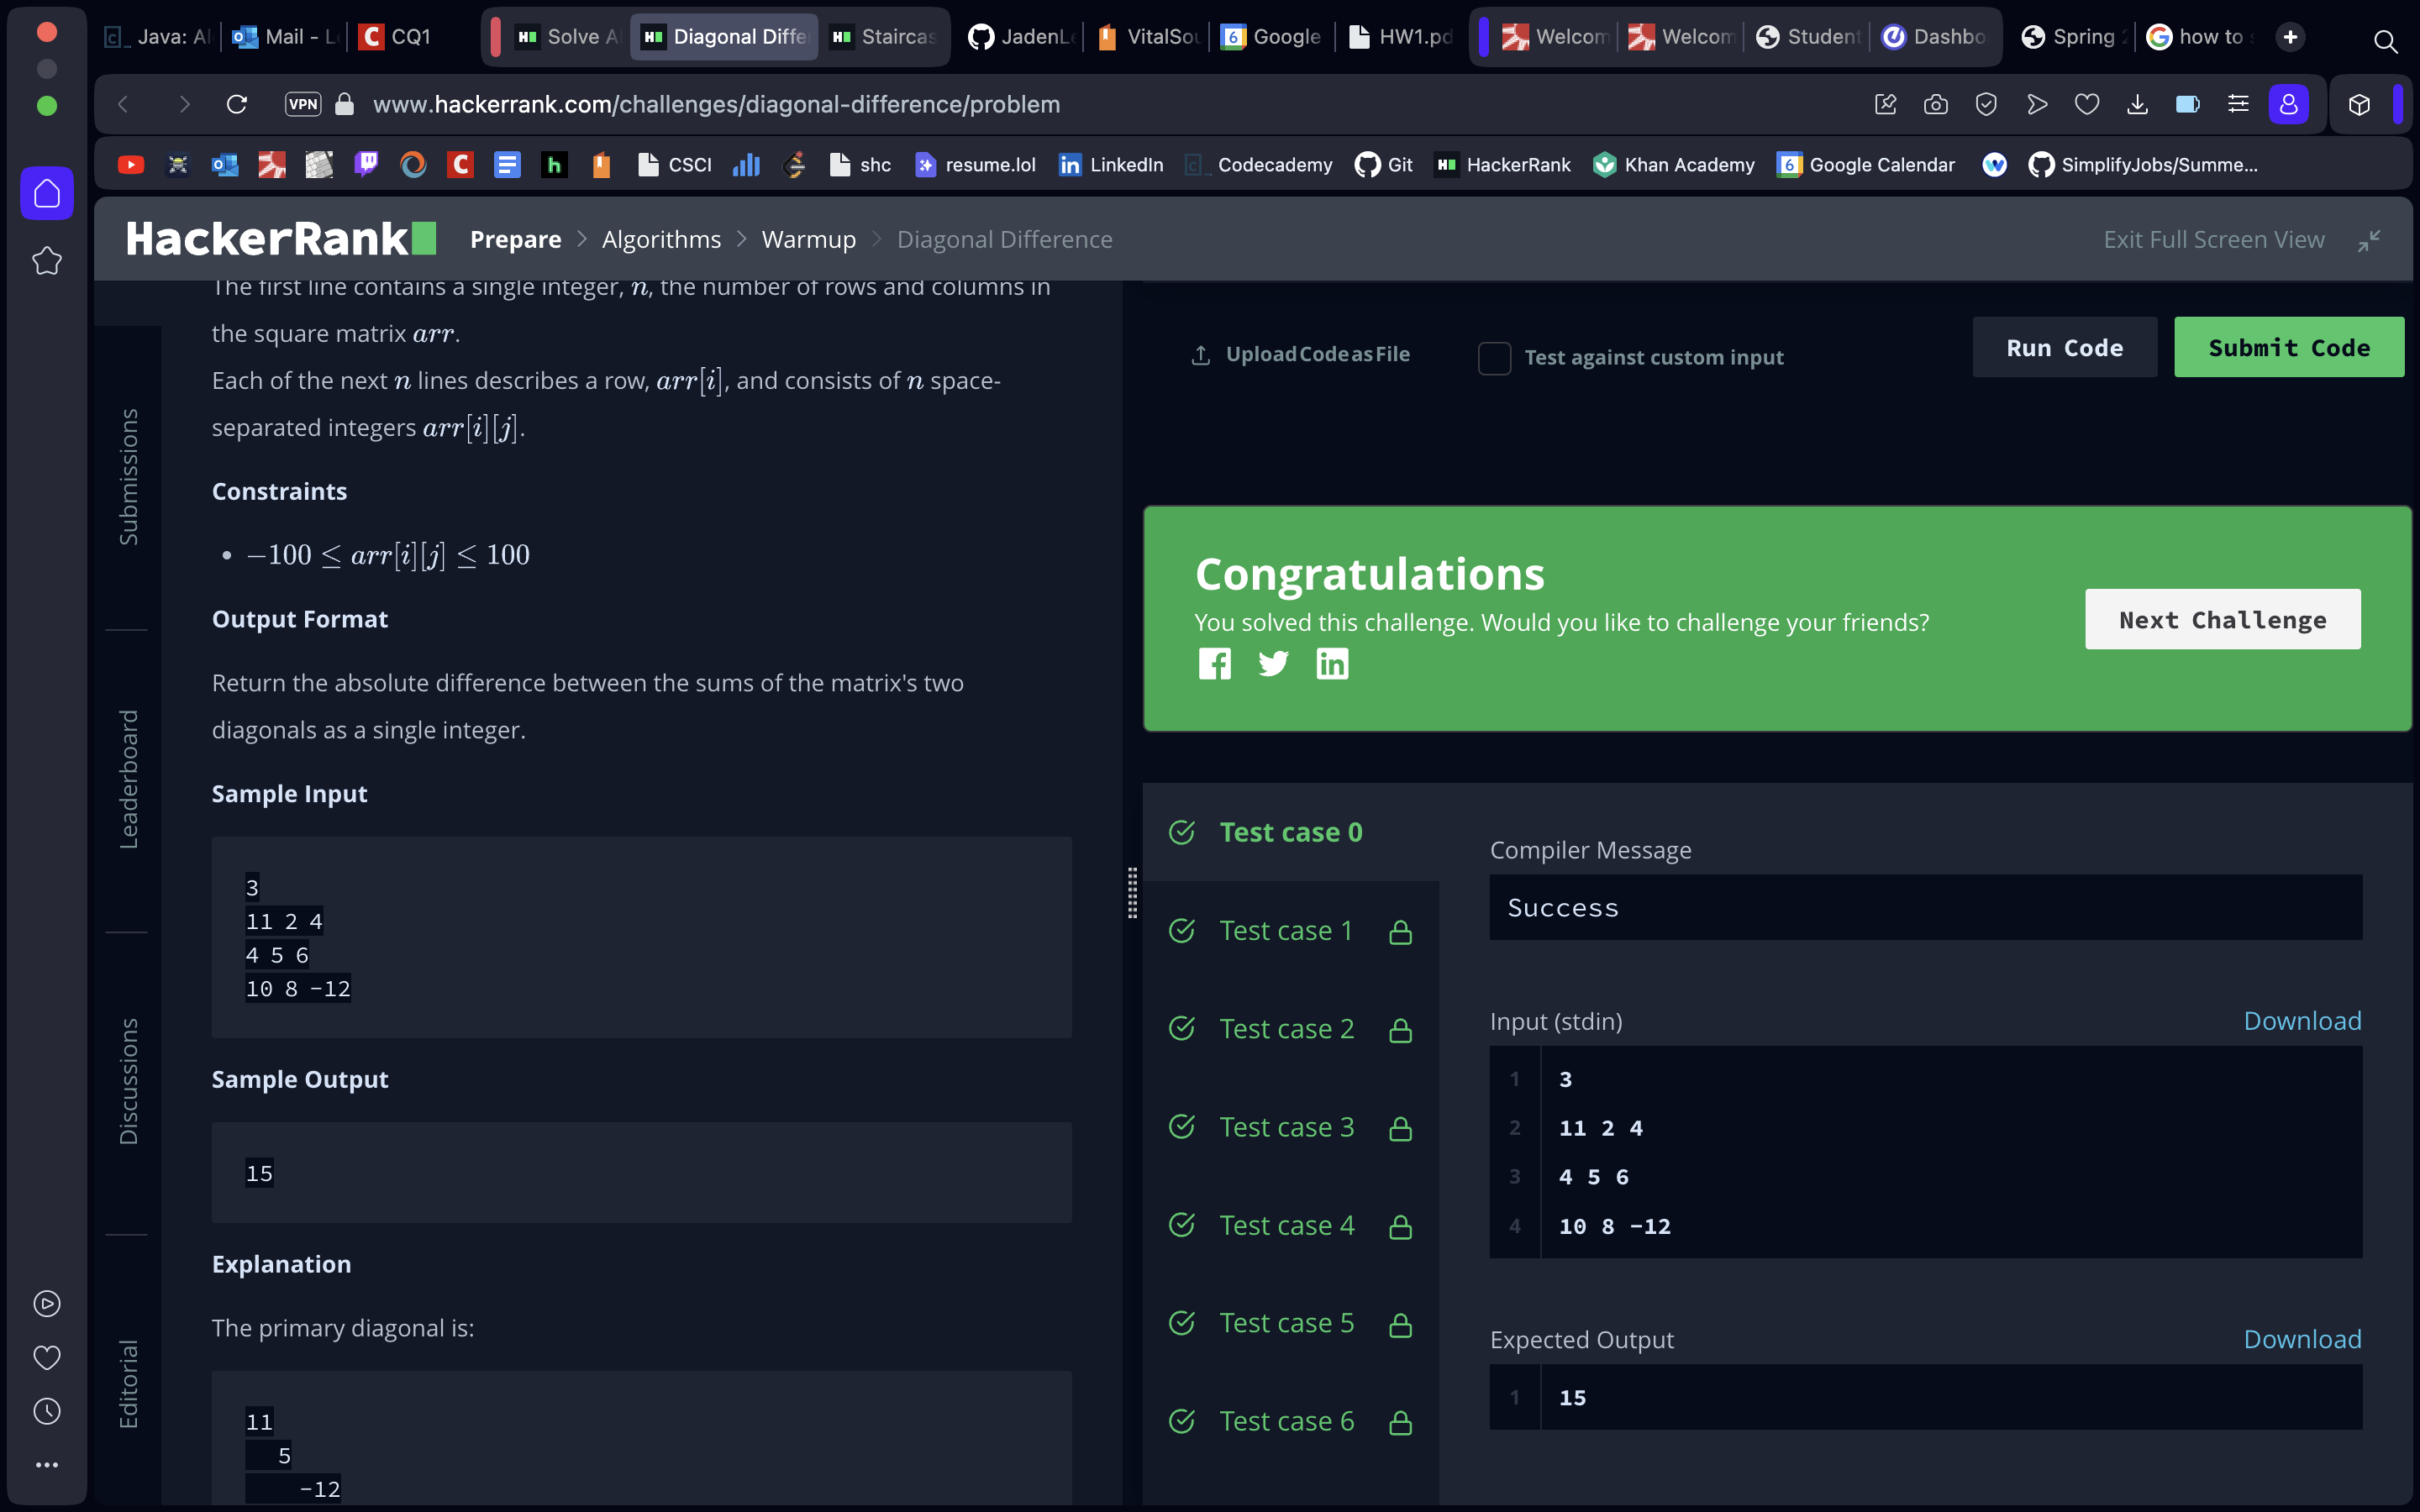 Java: Al
Mail - L
CQ1
Solve A
Diagonal Diffe
Staircas
JadenLe
VitalSou
Google
HW1.pd
Welcom
Welcom
Student
Dashbo
Spring 2
how to s
VPN
www.hackerrank.com/challenges/diagonal-difference/problem
CSCI
shc
resume.lol
LinkedIn
Codecademy
Git
HackerRank
Khan Academy
Google Calendar
SimplifyJobs/Summe...
HackerRank
Prepare > Algorithms > Warmup > Diagonal Difference
Exit Full Screen View
Submissions
Leaderboard
Discussions
Editorial
The first line contains a single integer, n, the number of rows and columns in
the square matrix arr.
Each of the next n lines describes a row, arr[i], and consists of n space-
separated integers arr[i][j].
Constraints
• −100 ≤ arr[i][j] ≤ 100
Output Format
Return the absolute difference between the sums of the matrix's two
diagonals as a single integer.
Sample Input
3
11 2 4
4 5 6
10 8 -12
Sample Output
15
Explanation
The primary diagonal is:
11
5
-12
Upload Code as File
Test against custom input
Run Code
Submit Code
Congratulations
You solved this challenge. Would you like to challenge your friends?
Next Challenge
Test case 0
Test case 1
Test case 2
Test case 3
Test case 4
Test case 5
Test case 6
Compiler Message
Success
Input (stdin)
Download
1 3
2 11 2 4
3 4 5 6
4 10 8 -12
Expected Output
Download
1 15